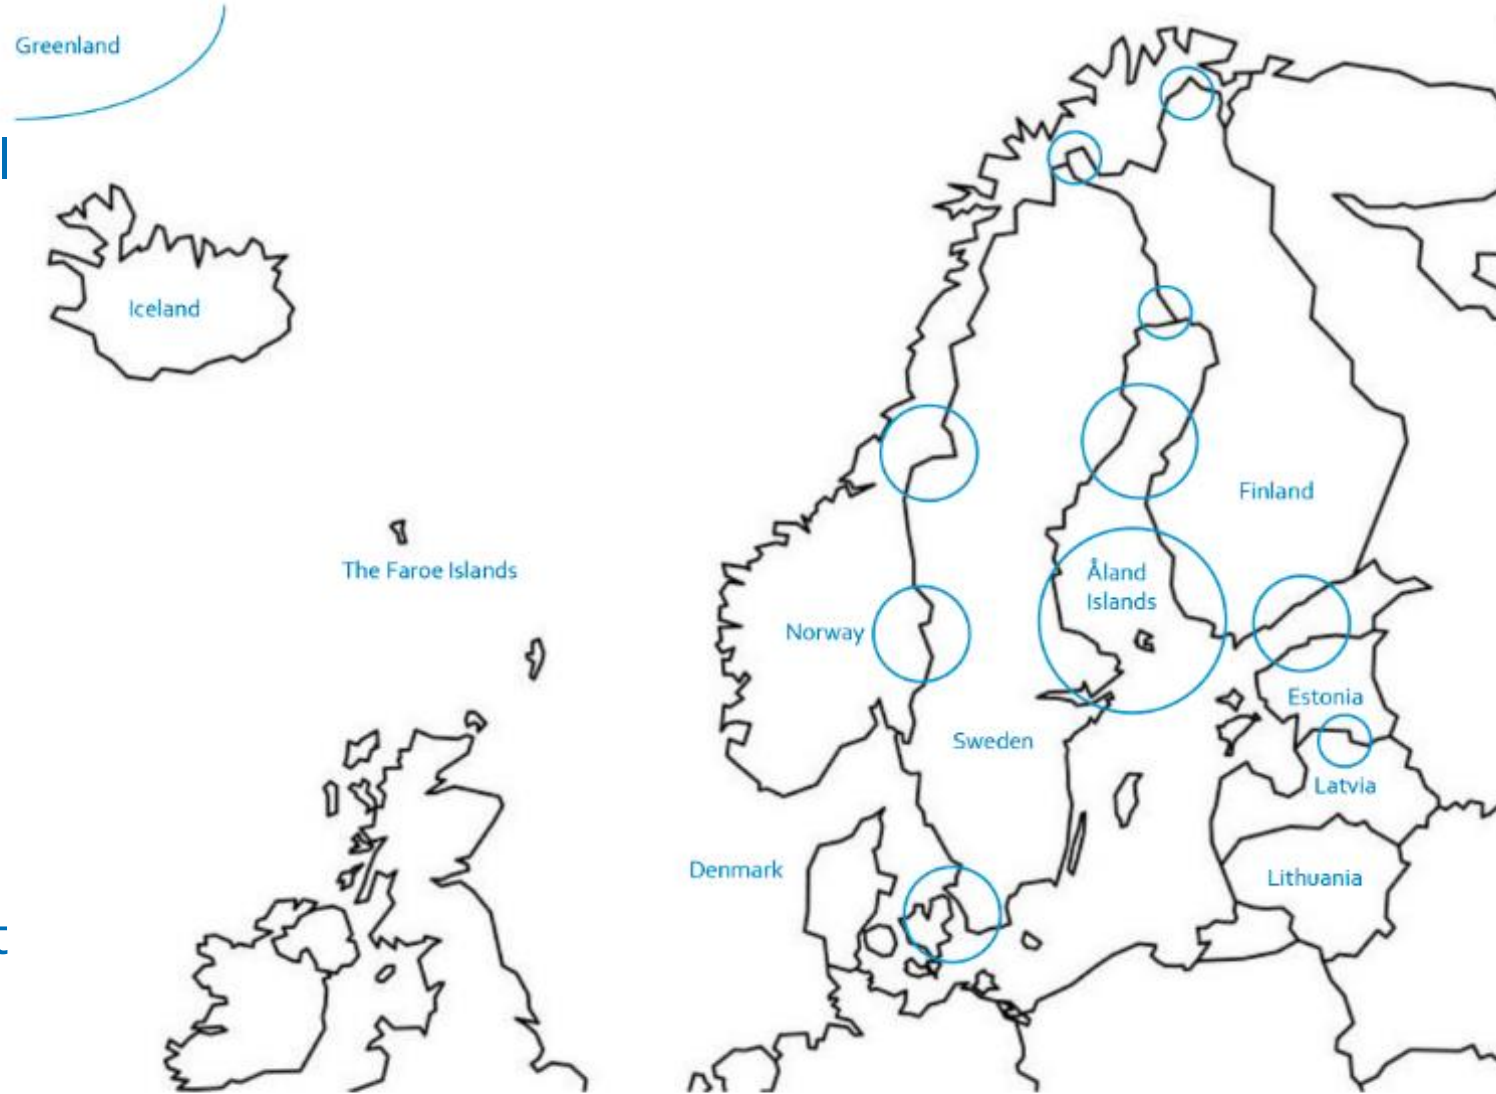 Greenland
Iceland
The Faroe Islands
Finland
Åland
Islands
Norway
Estonia
Sweden
Latvia
Denmark
Lithuania